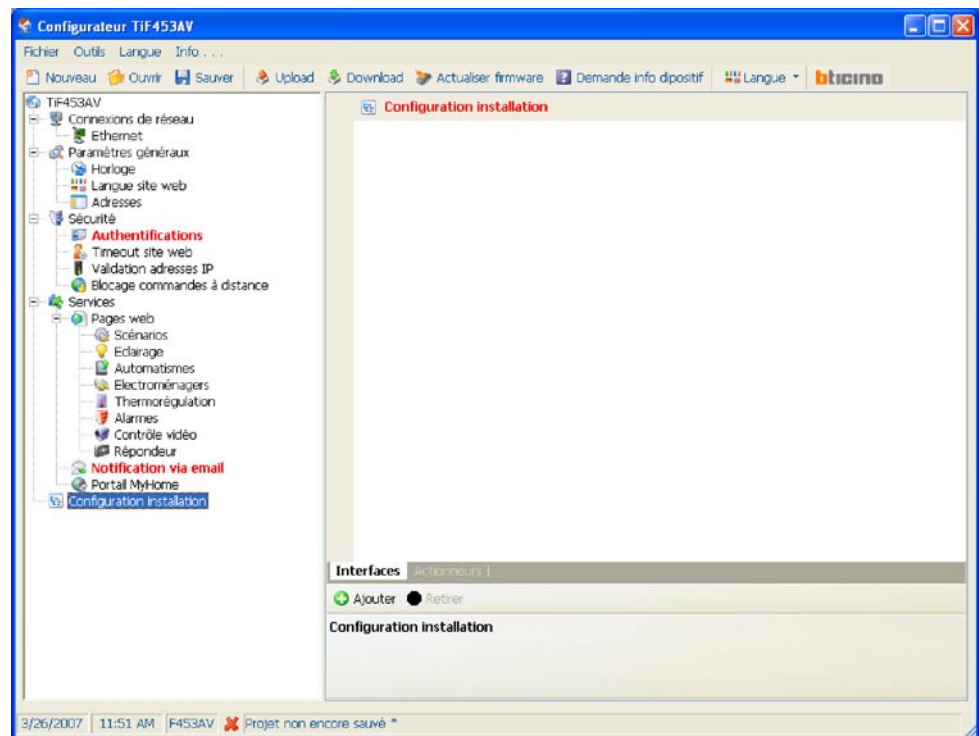 Configurateur TiF453AV
Fichier Outils Langue Info . . .
Nouveau Ouvrir Sauver Upload Download Actualiser firmware Demande info dipositif Langue bticino
TiF453AV
Connexions de réseau
Ethernet
Paramètres généraux
Horloge
Langue site web
Adresses
Sécurité
Authentifications
Timeout site web
Validation adresses IP
Blocage commandes à distance
Services
Pages web
Scénarios
Eclairage
Automatismes
Electroménagers
Thermorégulation
Alarmes
Contrôle vidéo
Répondeur
Notification via email
Portail MyHome
Configuration installation
Configuration installation
Interfaces Actionneurs
Ajouter Retirer
Configuration installation
3/26/2007 11:51 AM F453AV Projet non encore sauvé *